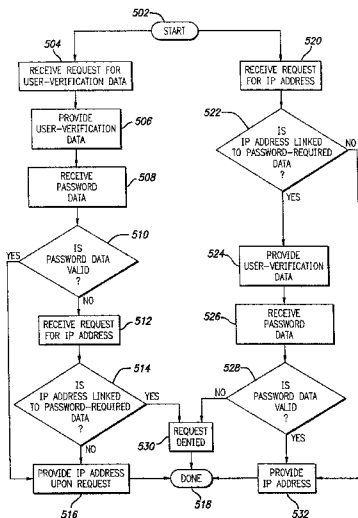 502
START
504
RECEIVE REQUEST FOR
USER-VERIFICATION DATA
506
PROVIDE
USER-VERIFICATION
DATA
508
RECEIVE
PASSWORD
DATA
510
IS
PASSWORD DATA
VALID
?
YES
NO
512
RECEIVE REQUEST
FOR IP ADDRESS
514
IS
IP ADDRESS LINKED
TO PASSWORD-REQUIRED
DATA
?
YES
NO
PROVIDE IP ADDRESS
UPON REQUEST
516
520
RECEIVE REQUEST
FOR IP ADDRESS
522
IS
IP ADDRESS LINKED
TO PASSWORD-REQUIRED
DATA
?
NO
YES
524
PROVIDE
USER-VERIFICATION
DATA
526
RECEIVE
PASSWORD
DATA
528
IS
PASSWORD DATA
VALID
?
NO
YES
REQUEST
DENIED
530
DONE
518
PROVIDE
IP ADDRESS
532